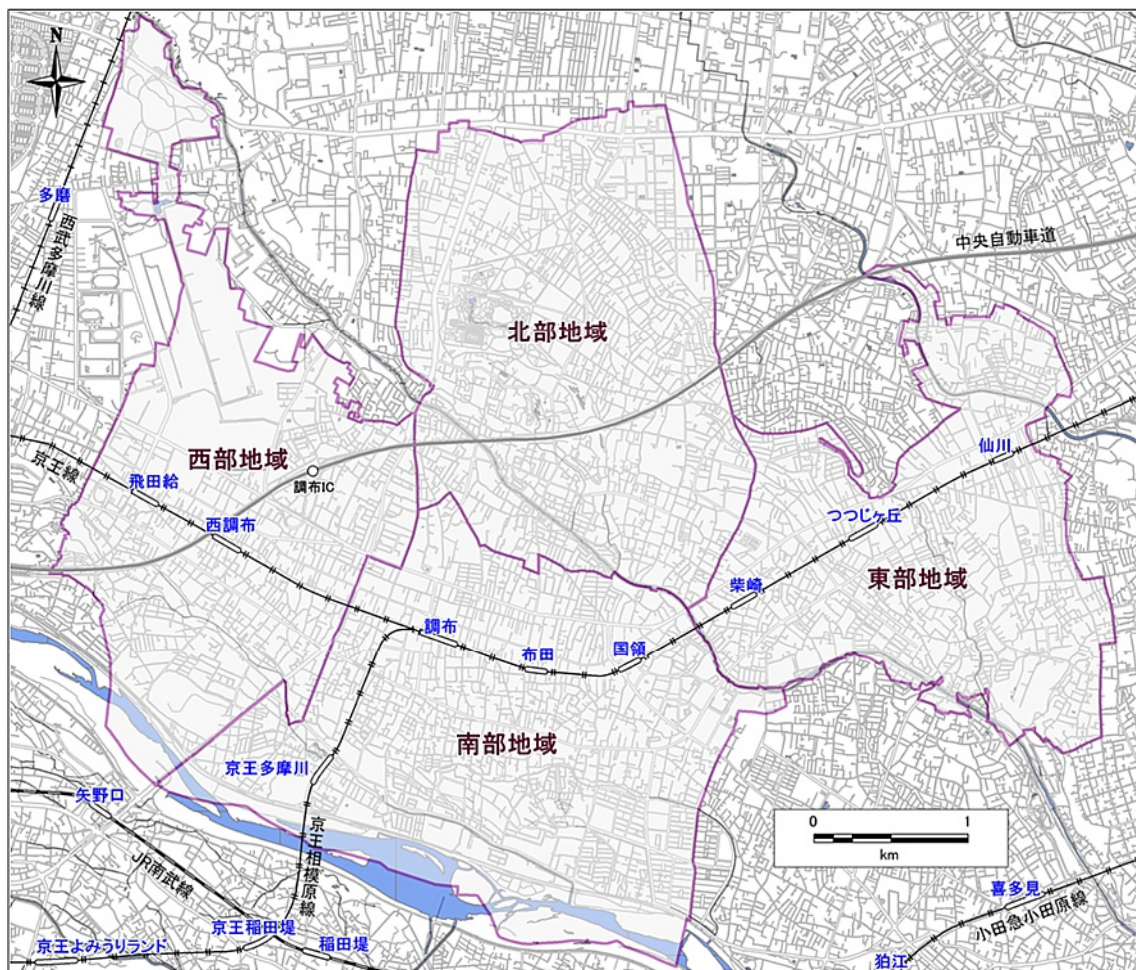 N
多磨
西武多摩川線
中央自動車道
北部地域
西部地域
調布IC
京王線
飛田給
西調布
仙川
つつじヶ丘
東部地域
柴崎
調布
布田
国領
南部地域
京王多摩川
矢野口
京王相模原線
JR南武線
0 1
km
京王稲田堤
稲田堤
京王よみうりランド
喜多見
小田急小田原線
狛江